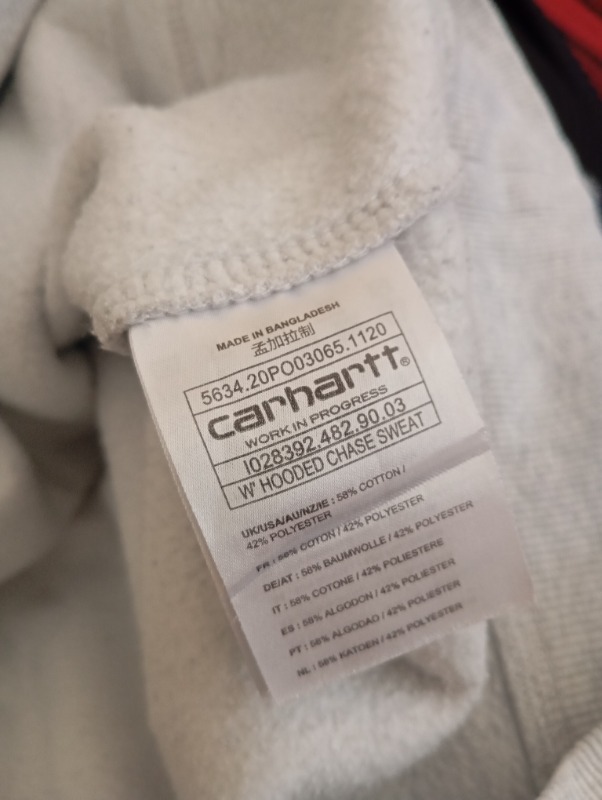 MADE IN BANGLADESH
孟加拉制
5634.20PO03065.1120
carhartt®
WORK IN PROGRESS
I028392.482.90.03
W' HOODED CHASE SWEAT
UK/USA/AU/NZ/IE : 58% COTTON /
42% POLYESTER
FR : 58% COTON / 42% POLYESTER
DE/AT : 58% BAUMWOLLE / 42% POLYESTER
IT : 58% COTONE / 42% POLIESTERE
ES : 58% ALGODON / 42% POLIESTER
PT : 58% ALGODAO / 42% POLIESTER
NL : 58% KATOEN / 42% POLYESTER